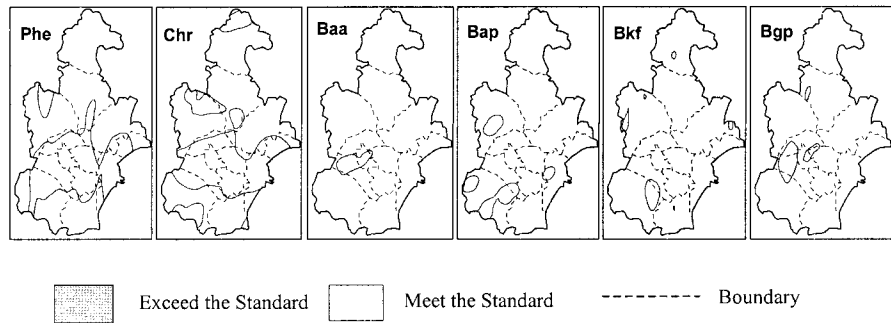 Phe Chr Baa Bap Bkf Bgp
Exceed the Standard Meet the Standard Boundary